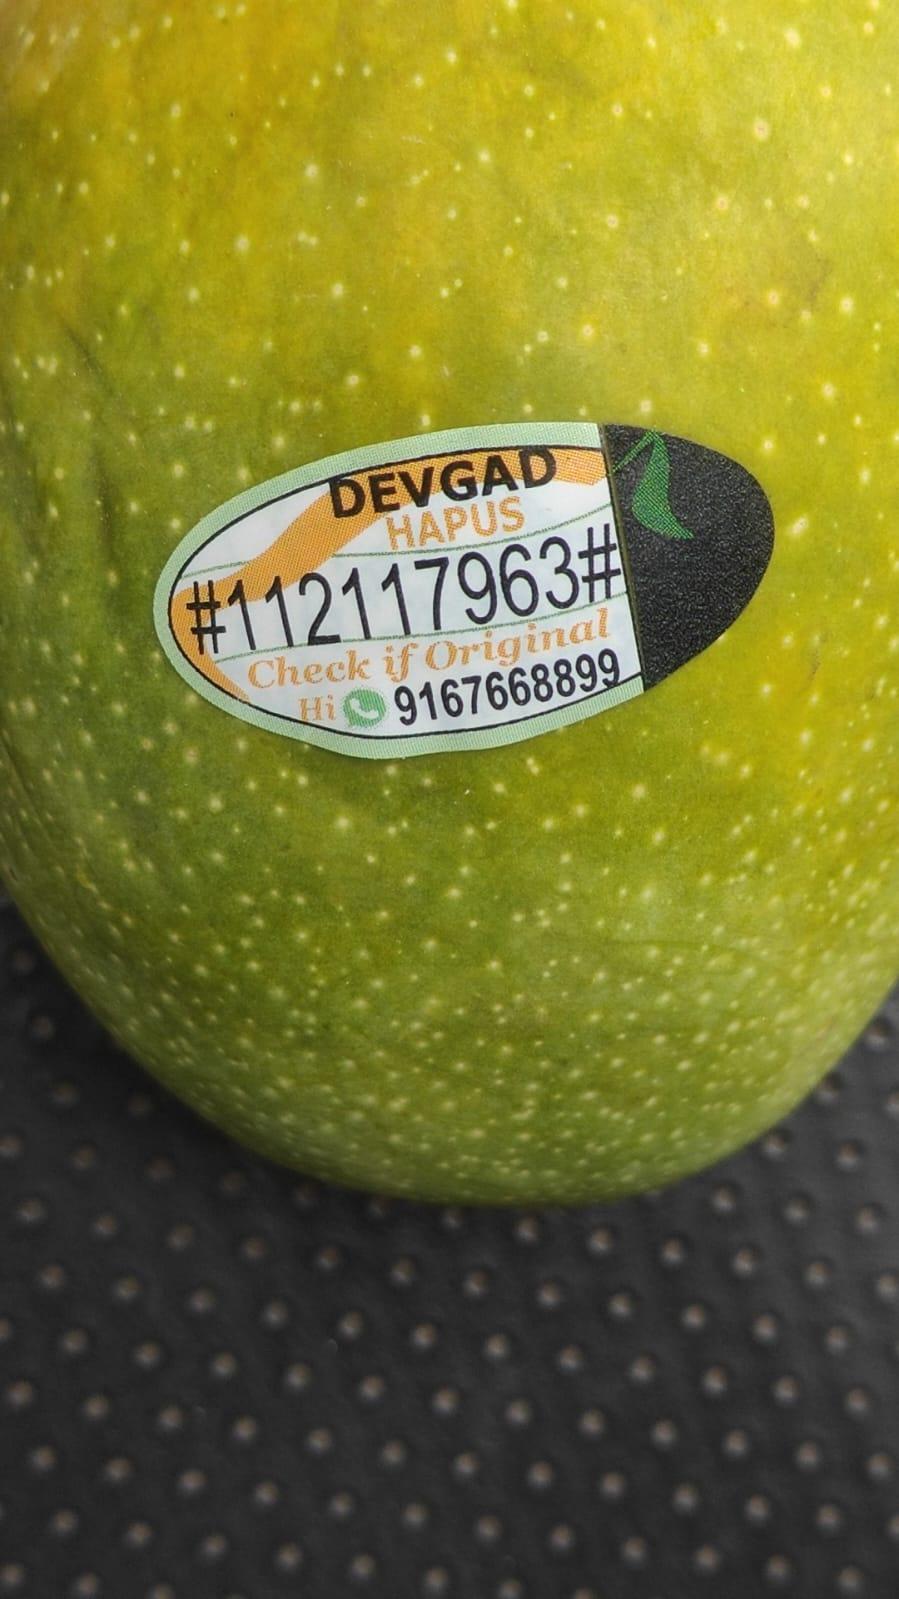 DEVGAD
HAPUS
#112117963#
Check if Original
Hi 9167668899